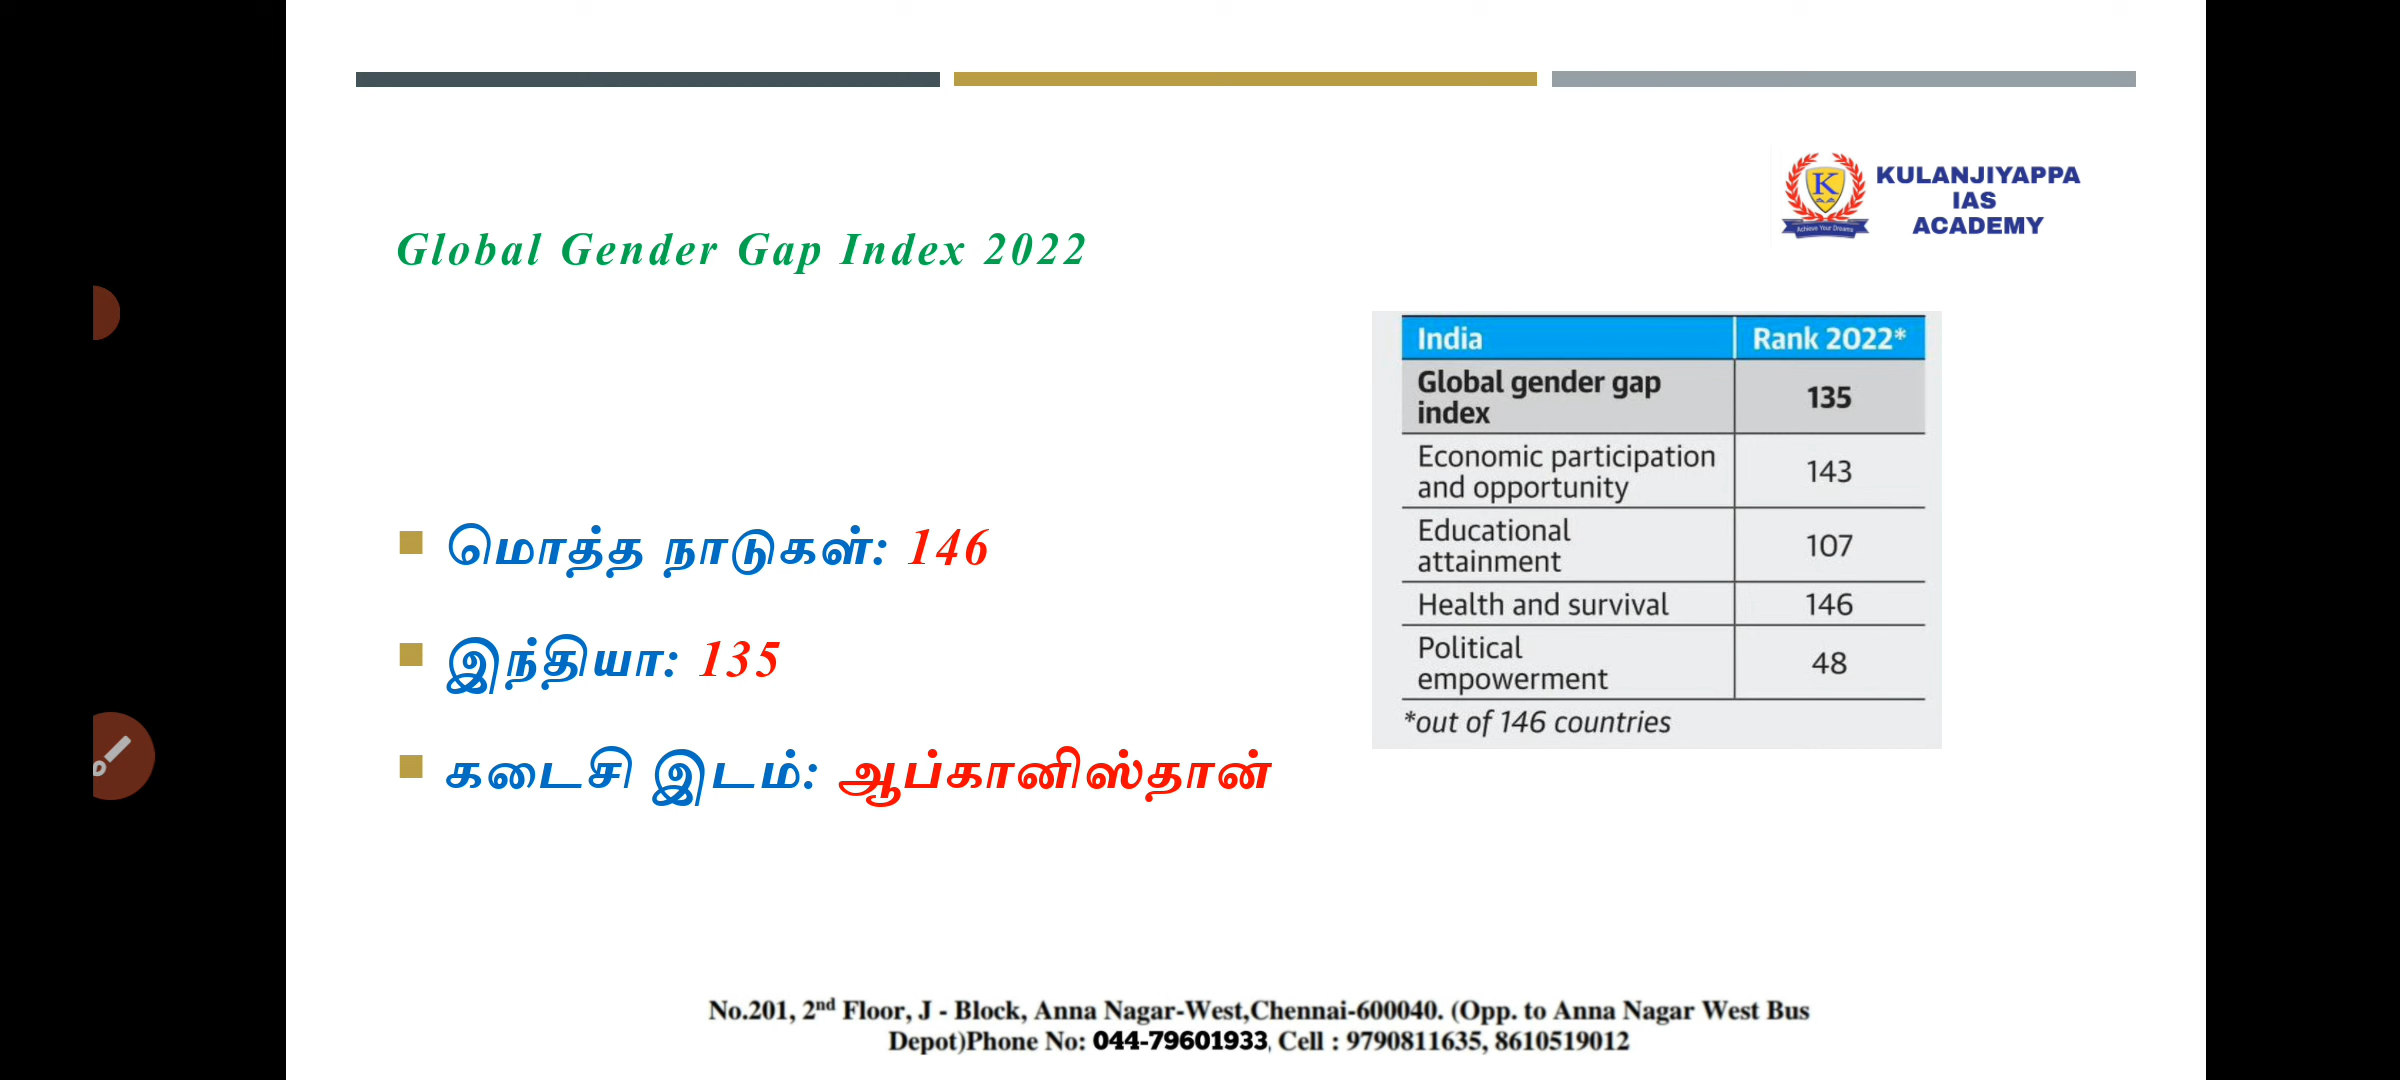 KULANJIYAPPA
IAS
ACADEMY
Achieve Your Dreams
Global Gender Gap Index 2022
மொத்த நாடுகள்: 146
இந்தியா: 135
கடைசி இடம்: ஆப்கானிஸ்தான்
India Rank 2022*
Global gender gap
index 135
Economic participation
and opportunity 143
Educational
attainment 107
Health and survival 146
Political
empowerment 48
*out of 146 countries
No.201, 2nd Floor, J - Block, Anna Nagar-West,Chennai-600040. (Opp. to Anna Nagar West Bus
Depot)Phone No: 044-79601933, Cell : 9790811635, 8610519012